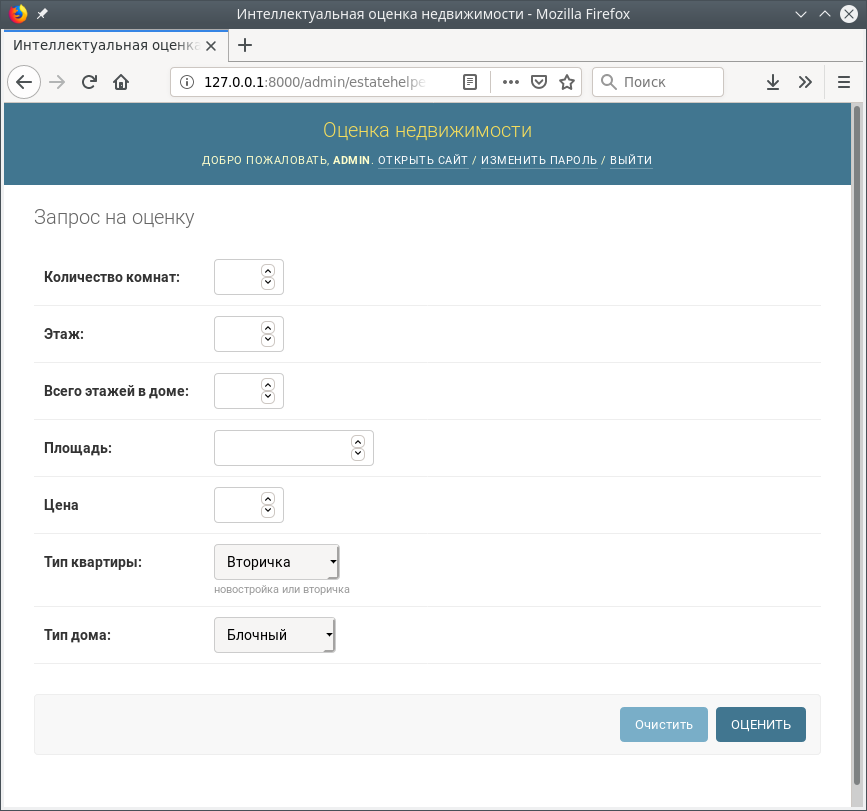 Интеллектуальная оценка недвижимости - Mozilla Firefox
Интеллектуальная оценка
127.0.0.1:8000/admin/estatehelpe
Поиск
Оценка недвижимости
ДОБРО ПОЖАЛОВАТЬ, ADMIN. ОТКРЫТЬ САЙТ / ИЗМЕНИТЬ ПАРОЛЬ / ВЫЙТИ
Запрос на оценку
Количество комнат:
Этаж:
Всего этажей в доме:
Площадь:
Цена
Тип квартиры: Вторичка
новостройка или вторичка
Тип дома: Блочный
Очистить ОЦЕНИТЬ